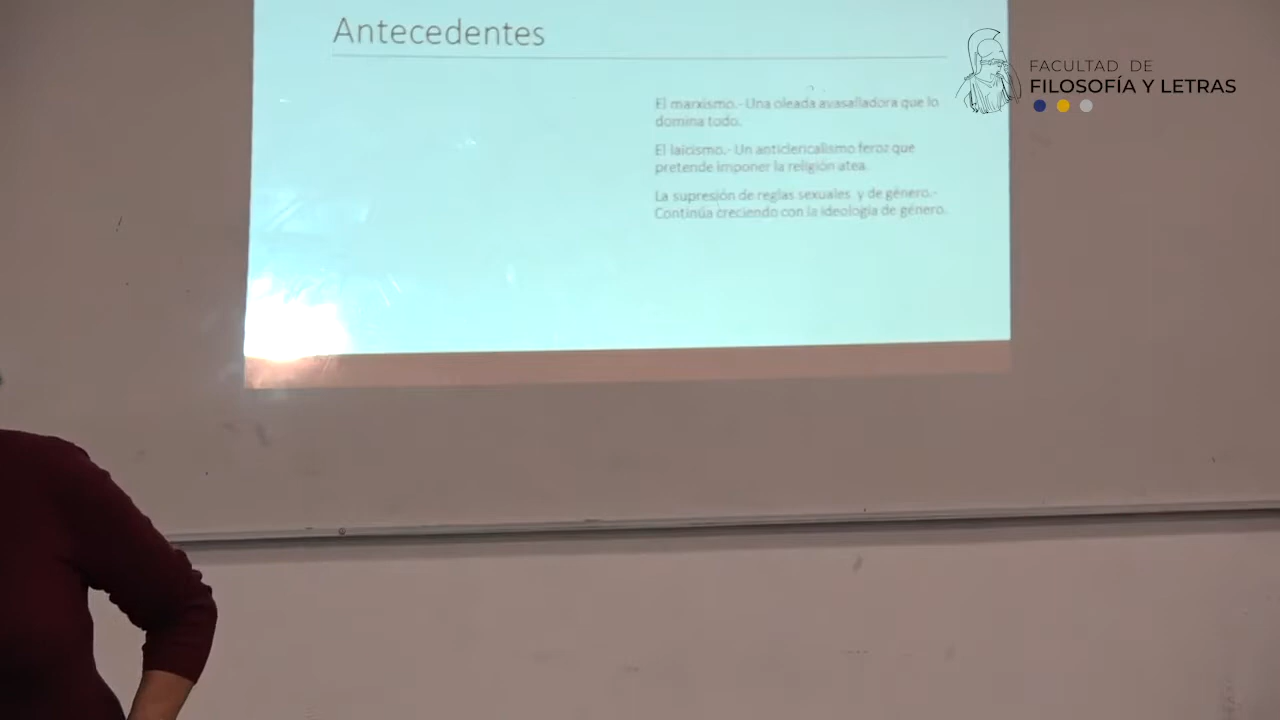 Antecedentes
El marxismo.- Una oleada avasalladora que lo
domina todo.
El laicismo.- Un anticlericalismo feroz que
pretende imponer la religión atea.
La supresión de reglas sexuales y de género.-
Continúa creciendo con la ideología de género.
FACULTAD DE
FILOSOFÍA Y LETRAS